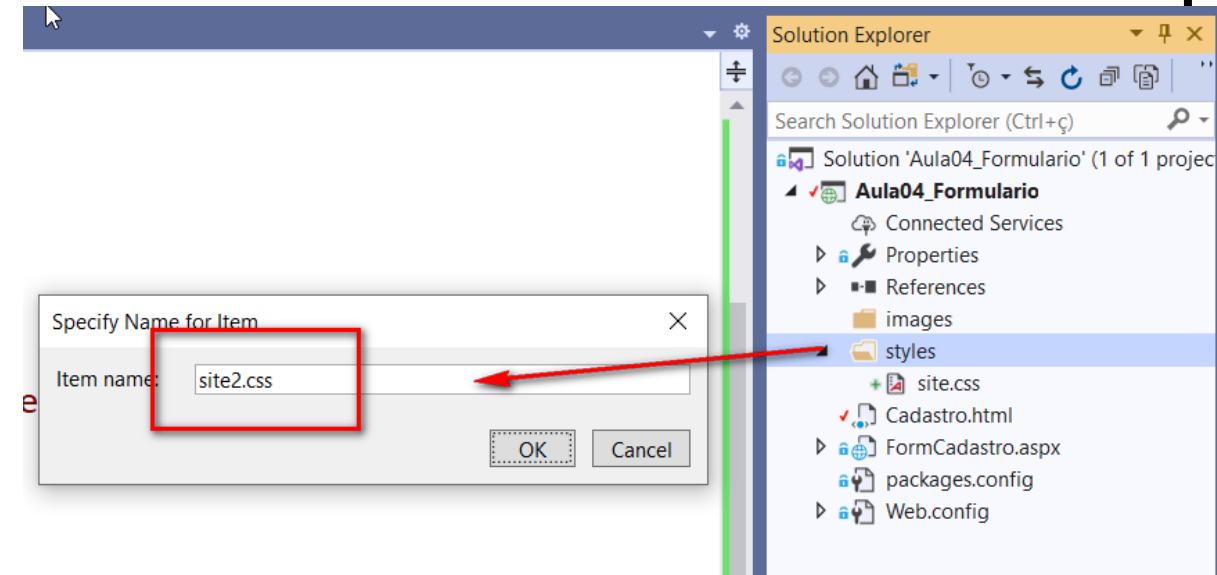 Solution Explorer
Search Solution Explorer (Ctrl+ç)
Solution 'Aula04_Formulario' (1 of 1 projec
Aula04_Formulario
Connected Services
Properties
References
images
styles
site.css
Cadastro.html
FormCadastro.aspx
packages.config
Web.config
Specify Name for Item
Item name:
site2.css
e
OK
Cancel